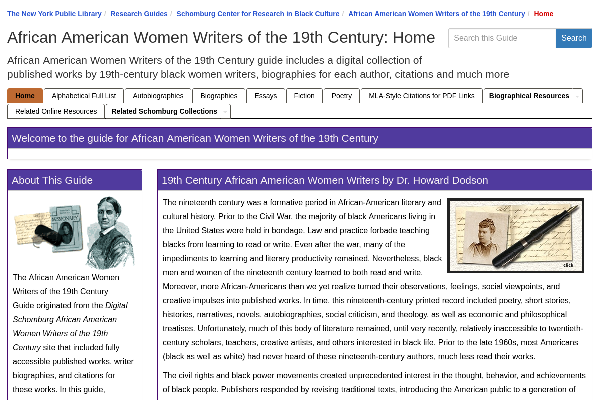 The New York Public Library / Research Guides / Schomburg Center for Research in Black Culture / African American Women Writers of the 19th Century / Home
African American Women Writers of the 19th Century: Home
Search this Guide Search
African American Women Writers of the 19th Century guide includes a digital collection of
published works by 19th-century black women writers, biographies for each author, citations and much more
Home Alphabetical Full List Autobiographies Biographies Essays Fiction Poetry MLA-Style Citations for PDF Links Biographical Resources
Related Online Resources Related Schomburg Collections
Welcome to the guide for African American Women Writers of the 19th Century
About This Guide
The African American Women
Writers of the 19th Century
Guide originated from the Digital
Schomburg African American
Women Writers of the 19th
Century site that included fully
accessible published works, writer
biographies, and citations for
these works. In this guide,
19th Century African American Women Writers by Dr. Howard Dodson
The nineteenth century was a formative period in African-American literary and
cultural history. Prior to the Civil War, the majority of black Americans living in
the United States were held in bondage. Law and practice forbade teaching
blacks from learning to read or write. Even after the war, many of the
impediments to learning and literary productivity remained. Nevertheless, black
men and women of the nineteenth century learned to both read and write.
click
Moreover, more African-Americans than we yet realize turned their observations, feelings, social viewpoints, and
creative impulses into published works. In time, this nineteenth-century printed record included poetry, short stories,
histories, narratives, novels, autobiographies, social criticism, and theology, as well as economic and philosophical
treatises. Unfortunately, much of this body of literature remained, until very recently, relatively inaccessible to twentieth-
century scholars, teachers, creative artists, and others interested in black life. Prior to the late 1960s, most Americans
(black as well as white) had never heard of these nineteenth-century authors, much less read their works.
The civil rights and black power movements created unprecedented interest in the thought, behavior, and achievements
of black people. Publishers responded by revising traditional texts, introducing the American public to a generation of